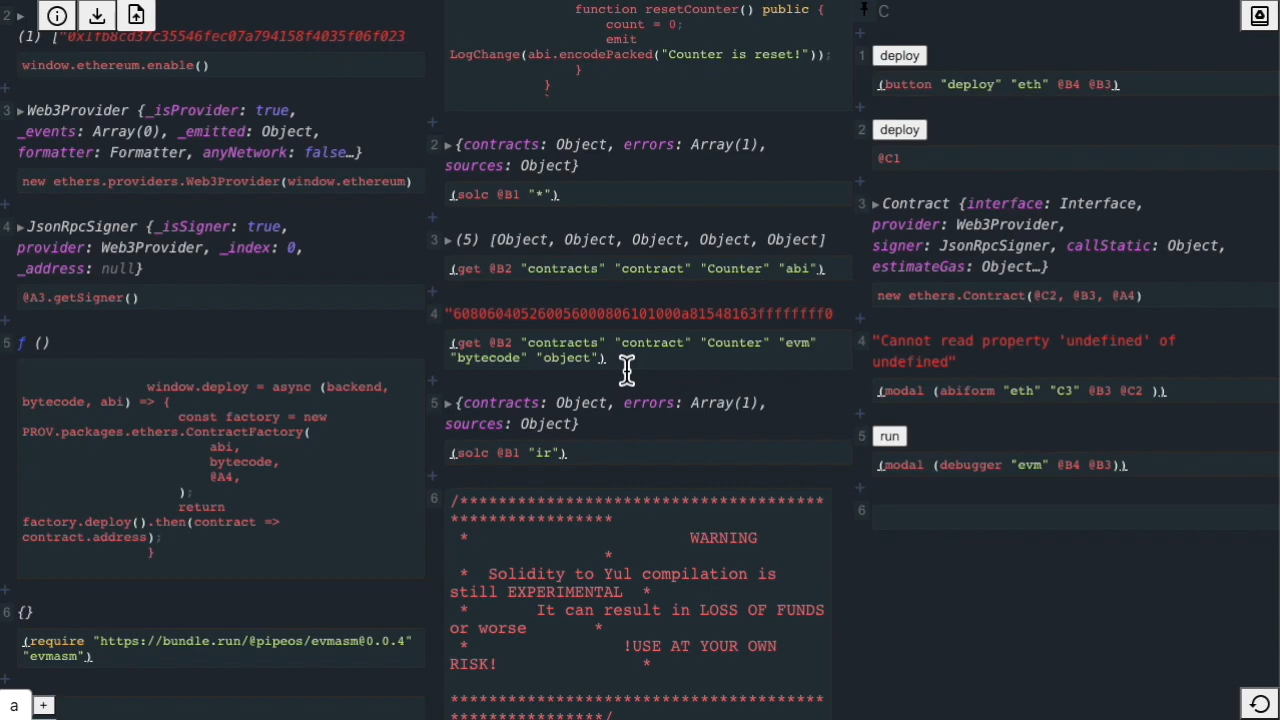 2 ▶
(1) ["0x1fb8cd37c35546fec07a794158f4035f06f023
window.ethereum.enable()
+
3 ▶Web3Provider {_isProvider: true,
_events: Array(0), _emitted: Object,
formatter: Formatter, anyNetwork: false…}
new ethers.providers.Web3Provider(window.ethereum)
+
4 ▶JsonRpcSigner {_isSigner: true,
provider: Web3Provider, _index: 0,
_address: null}
@A3.getSigner()
+
5 ƒ ()
window.deploy = async (backend,
bytecode, abi) => {
const factory = new
PROV.packages.ethers.ContractFactory(
abi,
bytecode,
@A4,
);
return
factory.deploy().then(contract =>
contract.address);
}
+
6 {}
(require "https://bundle.run/@pipeos/evmasm@0.0.4"
"evmasm")
+
a +
function resetCounter() public {
count = 0;
emit
LogChange(abi.encodePacked("Counter is reset!"));
}
}
`
+
2 ▶{contracts: Object, errors: Array(1),
sources: Object}
(solc @B1 "*")
+
3 ▶(5) [Object, Object, Object, Object, Object]
(get @B2 "contracts" "contract" "Counter" "abi")
+
4 "608060405260056000806101000a81548163ffffffff0
(get @B2 "contracts" "contract" "Counter" "evm"
"bytecode" "object")
+
5 ▶{contracts: Object, errors: Array(1),
sources: Object}
(solc @B1 "ir")
+
6 /***************************************
*****************
* WARNING
*
* Solidity to Yul compilation is
still EXPERIMENTAL *
* It can result in LOSS OF FUNDS
or worse *
* !USE AT YOUR OWN
RISK! *
***************************************
*****************/
C
+
1 deploy
(button "deploy" "eth" @B4 @B3)
+
2 deploy
@C1
+
3 ▶Contract {interface: Interface,
provider: Web3Provider,
signer: JsonRpcSigner, callStatic: Object,
estimateGas: Object…}
new ethers.Contract(@C2, @B3, @A4)
+
4 "Cannot read property 'undefined' of
undefined"
(modal (abiform "eth" "C3" @B3 @C2 ))
+
5 run
(modal (debugger "evm" @B4 @B3))
+
6